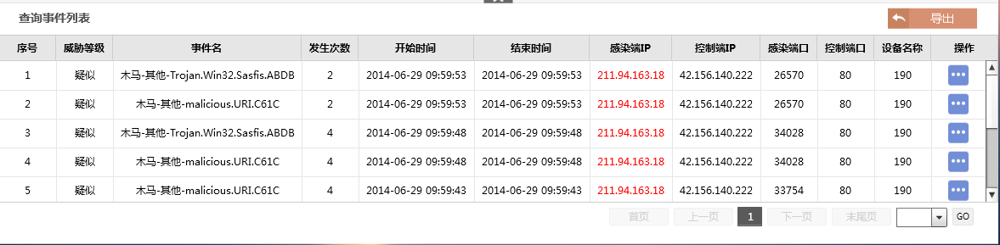 查询事件列表
导出
序号 威胁等级 事件名 发生次数 开始时间 结束时间 感染端IP 控制端IP 感染端口 控制端口 设备名称 操作
1 疑似 木马-其他-Trojan.Win32.Sasfis.ABDB 2 2014-06-29 09:59:53 2014-06-29 09:59:53 211.94.163.18 42.156.140.222 26570 80 190
2 疑似 木马-其他-malicious.URI.C61C 2 2014-06-29 09:59:53 2014-06-29 09:59:53 211.94.163.18 42.156.140.222 26570 80 190
3 疑似 木马-其他-Trojan.Win32.Sasfis.ABDB 4 2014-06-29 09:59:48 2014-06-29 09:59:48 211.94.163.18 42.156.140.222 34028 80 190
4 疑似 木马-其他-malicious.URI.C61C 4 2014-06-29 09:59:48 2014-06-29 09:59:48 211.94.163.18 42.156.140.222 34028 80 190
5 疑似 木马-其他-malicious.URI.C61C 4 2014-06-29 09:59:43 2014-06-29 09:59:43 211.94.163.18 42.156.140.222 33754 80 190
首页 上一页 1 下一页 末尾页 GO